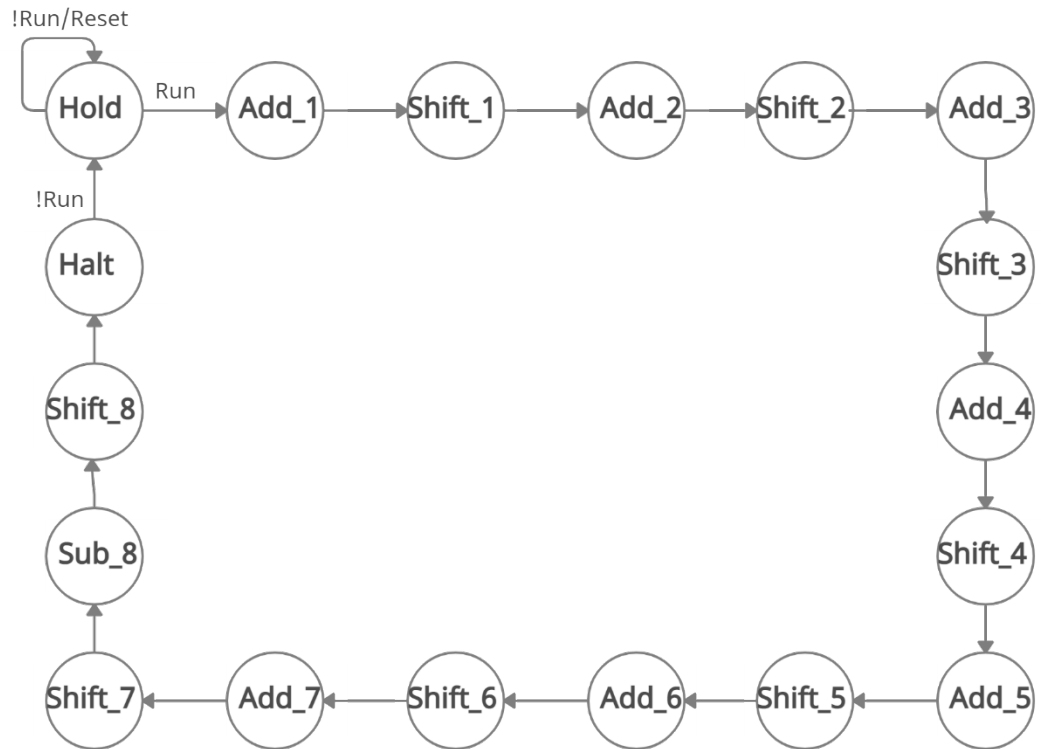 !Run/Reset
Hold
Run
Add_1
Shift_1
Add_2
Shift_2
Add_3
!Run
Halt
Shift_3
Shift_8
Add_4
Sub_8
Shift_4
Shift_7
Add_7
Shift_6
Add_6
Shift_5
Add_5